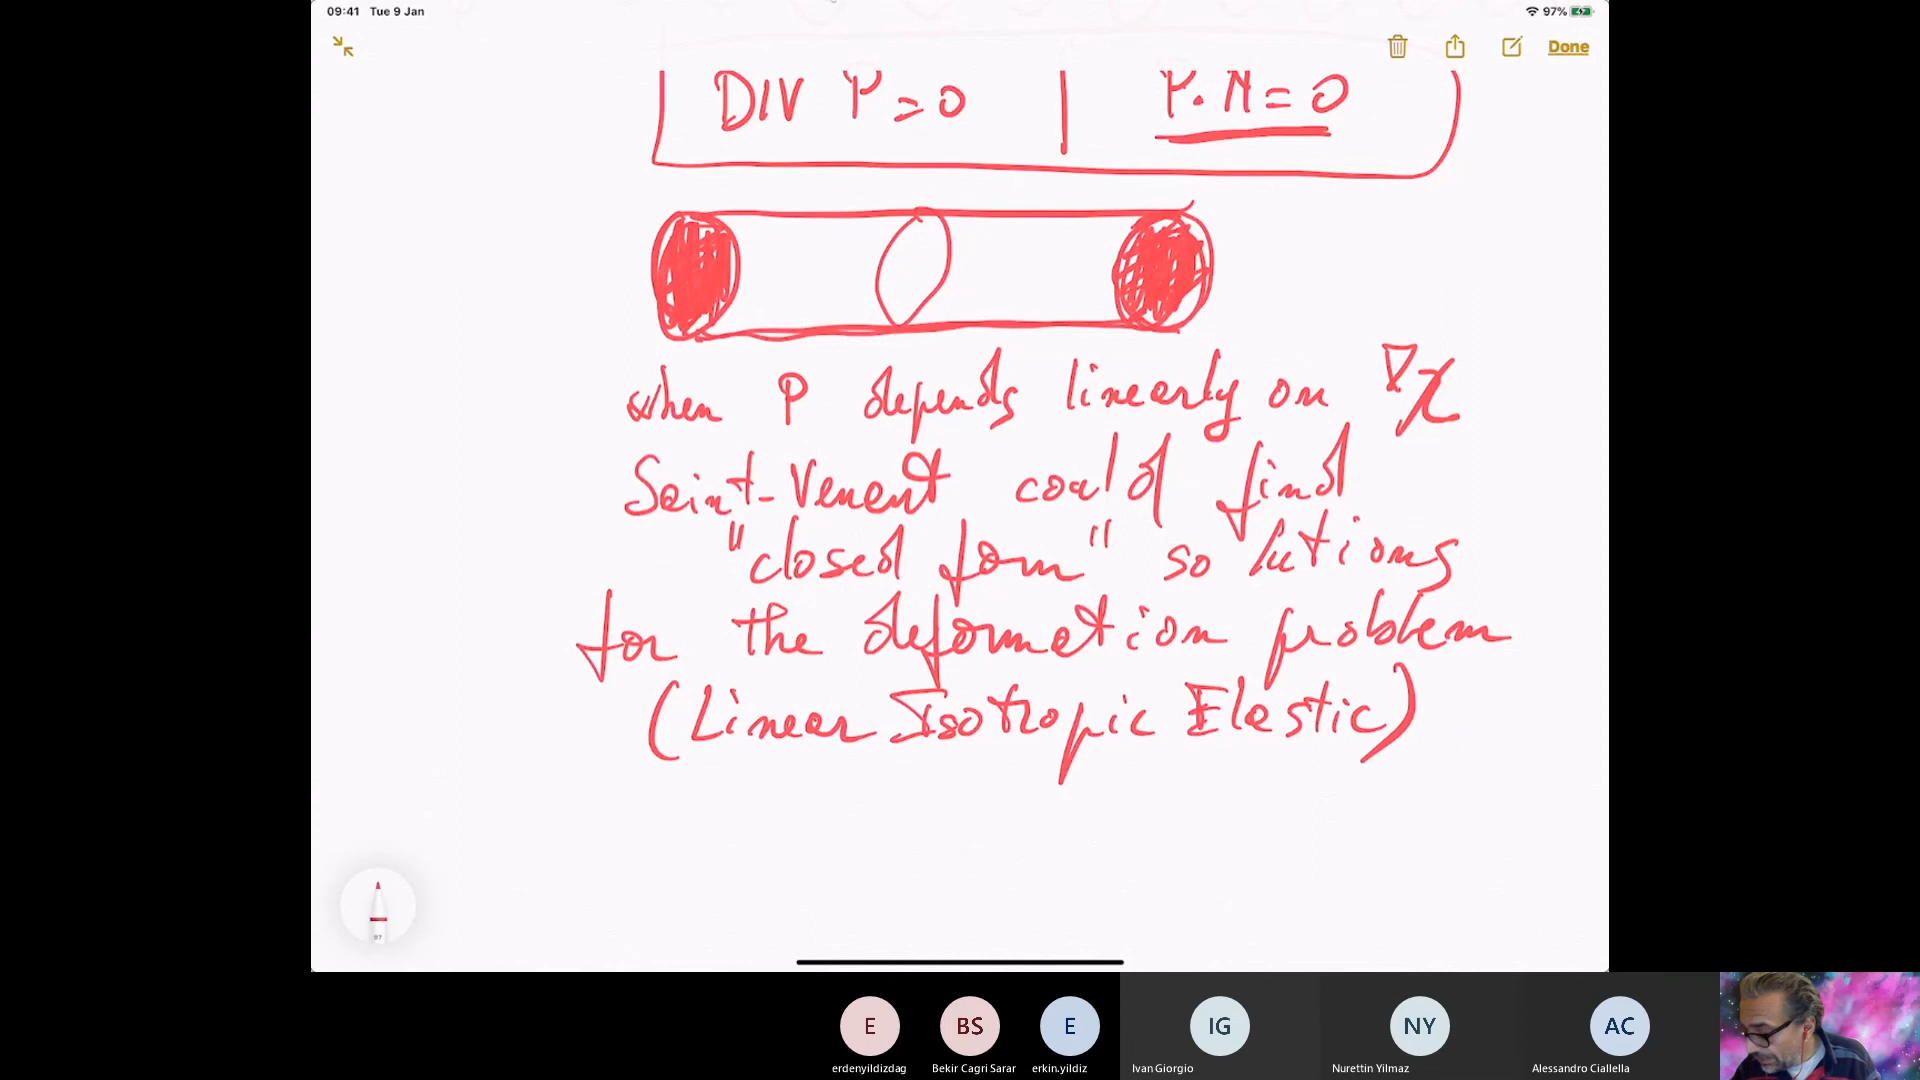 09:41 Tue 9 Jan
97%
Done
DIV P = 0 | P. N = 0
when P depends linearly on ∇χ
Saint-Venant could find
"closed form" solutions
for the deformation problem
(Linear Isotropic Elastic)
97
E BS E IG NY AC
erdenyildizdag Bekir Cagri Sarar erkin.yildiz Ivan Giorgio Nurettin Yilmaz Alessandro Ciallella